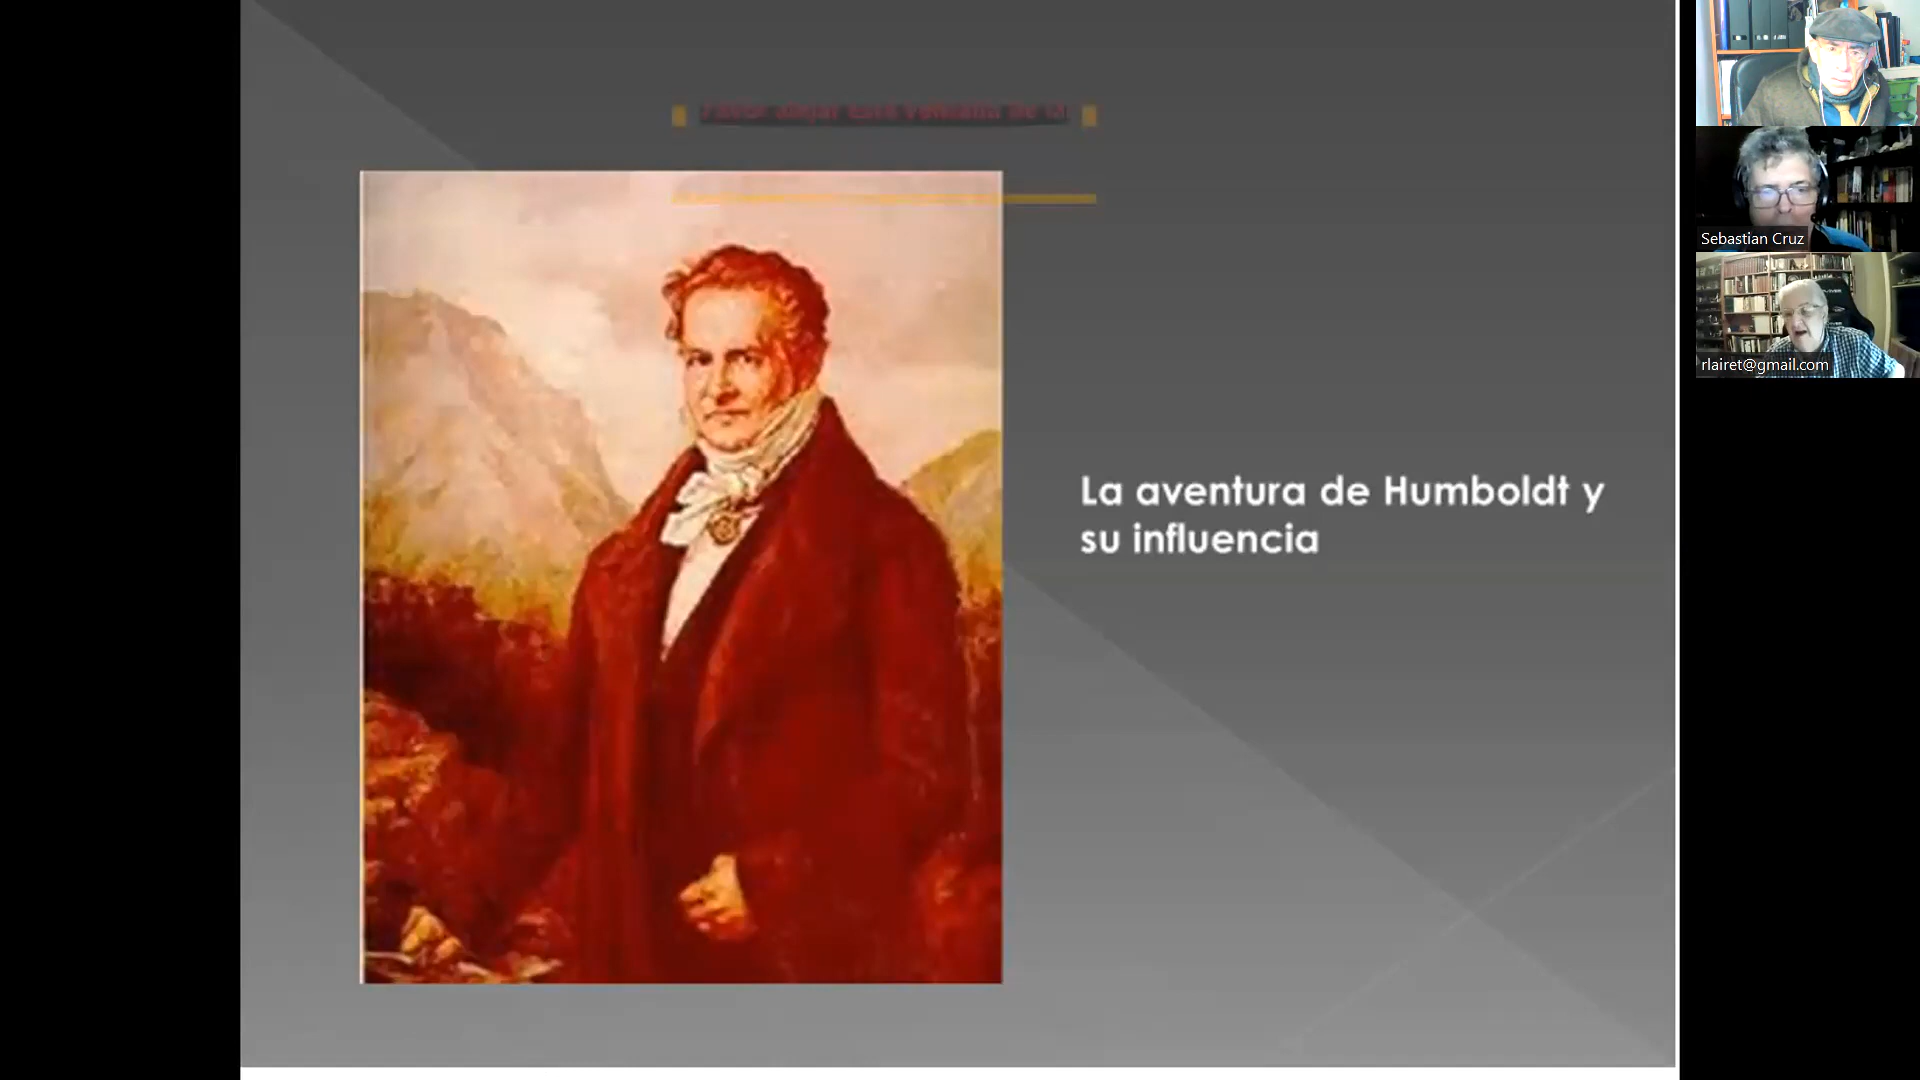 La aventura de Humboldt y
su influencia
Sebastian Cruz
rlairet@gmail.com